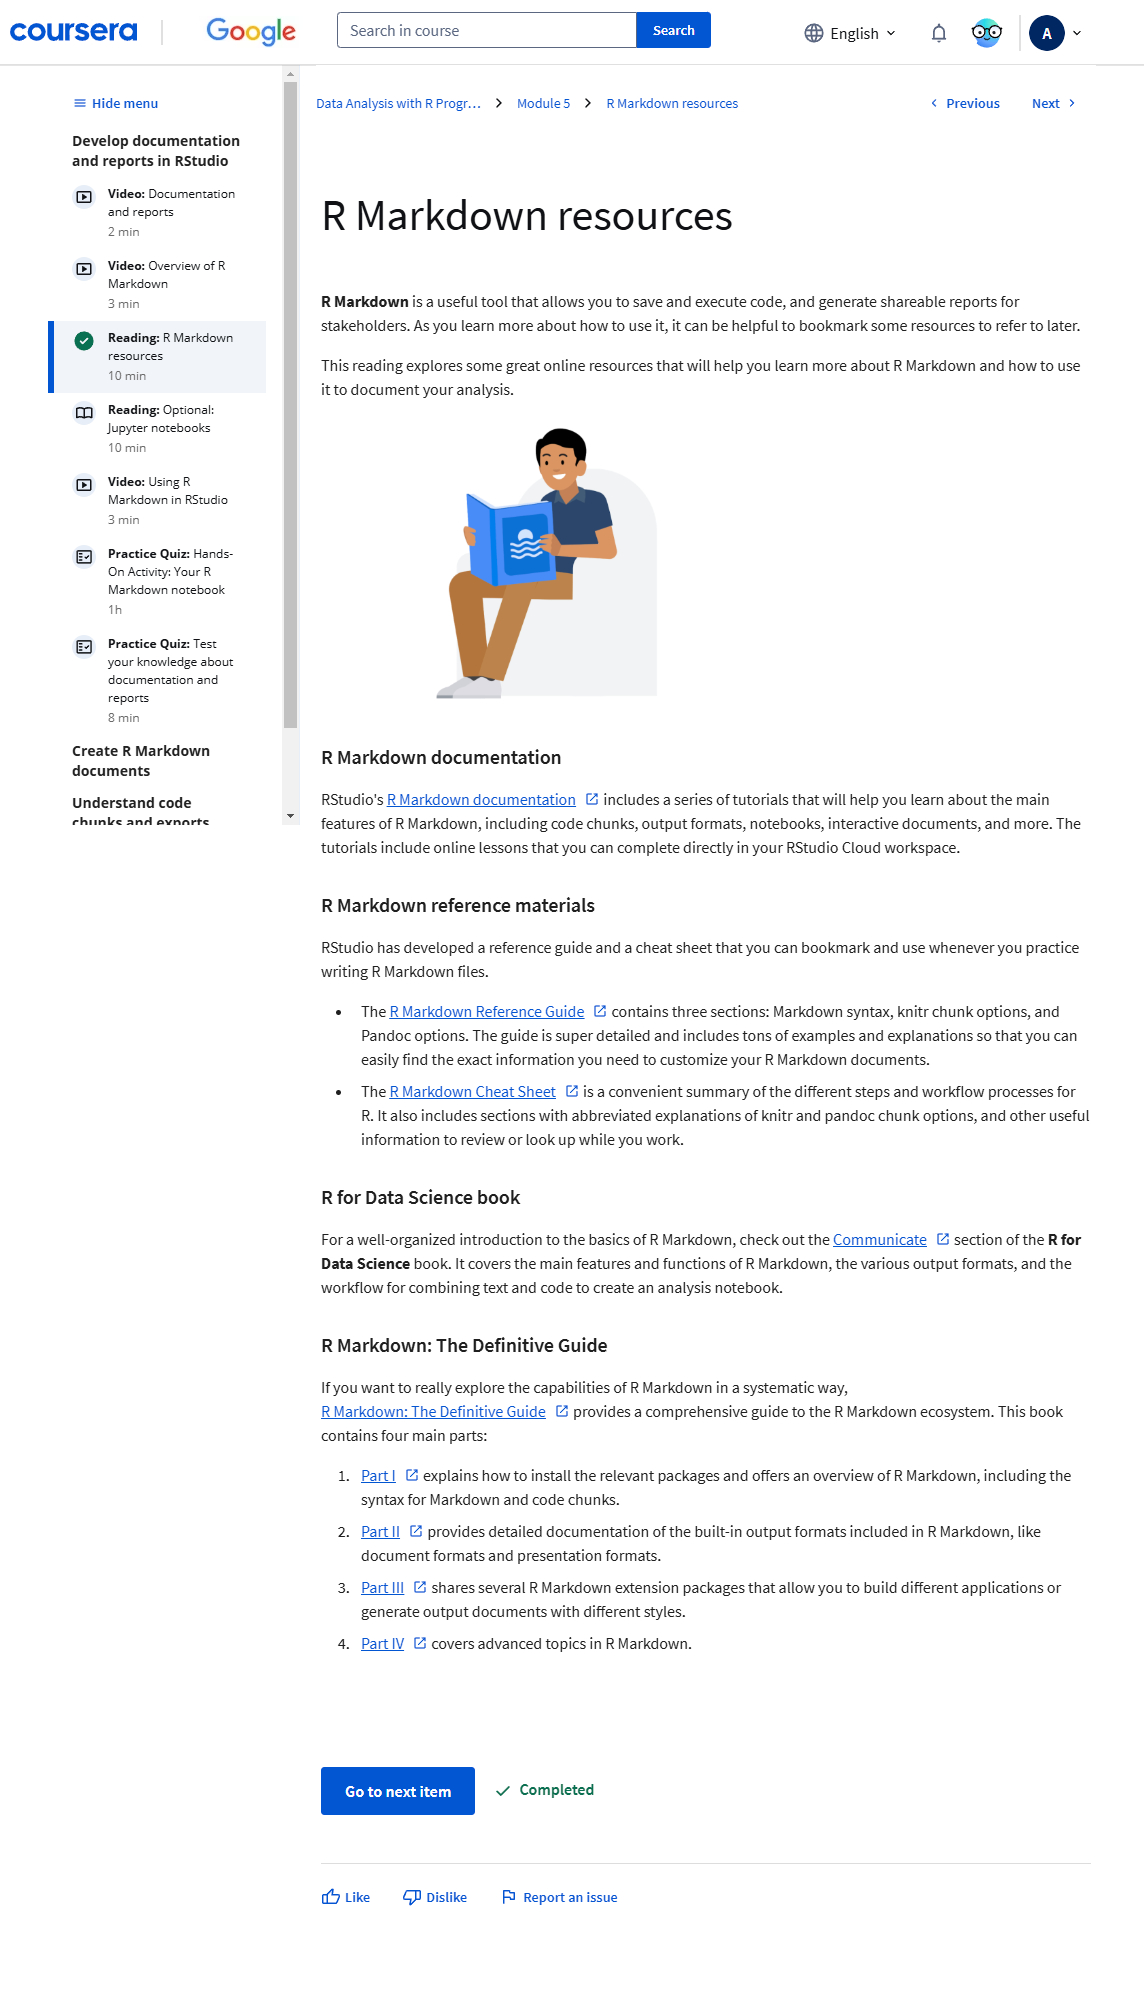 coursera
Google
Search in course
Search
English
A
Hide menu
Develop documentation
and reports in RStudio
Video: Documentation
and reports
2 min
Video: Overview of R
Markdown
3 min
Reading: R Markdown
resources
10 min
Reading: Optional:
Jupyter notebooks
10 min
Video: Using R
Markdown in RStudio
3 min
Practice Quiz: Hands-
On Activity: Your R
Markdown notebook
1h
Practice Quiz: Test
your knowledge about
documentation and
reports
8 min
Create R Markdown
documents
Understand code
chunks and exports
Data Analysis with R Progr...
Module 5
R Markdown resources
Previous
Next
R Markdown resources
R Markdown is a useful tool that allows you to save and execute code, and generate shareable reports for
stakeholders. As you learn more about how to use it, it can be helpful to bookmark some resources to refer to later.
This reading explores some great online resources that will help you learn more about R Markdown and how to use
it to document your analysis.
R Markdown documentation
RStudio's R Markdown documentation includes a series of tutorials that will help you learn about the main
features of R Markdown, including code chunks, output formats, notebooks, interactive documents, and more. The
tutorials include online lessons that you can complete directly in your RStudio Cloud workspace.
R Markdown reference materials
RStudio has developed a reference guide and a cheat sheet that you can bookmark and use whenever you practice
writing R Markdown files.
• The R Markdown Reference Guide contains three sections: Markdown syntax, knitr chunk options, and
Pandoc options. The guide is super detailed and includes tons of examples and explanations so that you can
easily find the exact information you need to customize your R Markdown documents.
• The R Markdown Cheat Sheet is a convenient summary of the different steps and workflow processes for
R. It also includes sections with abbreviated explanations of knitr and pandoc chunk options, and other useful
information to review or look up while you work.
R for Data Science book
For a well-organized introduction to the basics of R Markdown, check out the Communicate section of the R for
Data Science book. It covers the main features and functions of R Markdown, the various output formats, and the
workflow for combining text and code to create an analysis notebook.
R Markdown: The Definitive Guide
If you want to really explore the capabilities of R Markdown in a systematic way,
R Markdown: The Definitive Guide provides a comprehensive guide to the R Markdown ecosystem. This book
contains four main parts:
1. Part I explains how to install the relevant packages and offers an overview of R Markdown, including the
syntax for Markdown and code chunks.
2. Part II provides detailed documentation of the built-in output formats included in R Markdown, like
document formats and presentation formats.
3. Part III shares several R Markdown extension packages that allow you to build different applications or
generate output documents with different styles.
4. Part IV covers advanced topics in R Markdown.
Go to next item
Completed
Like
Dislike
Report an issue